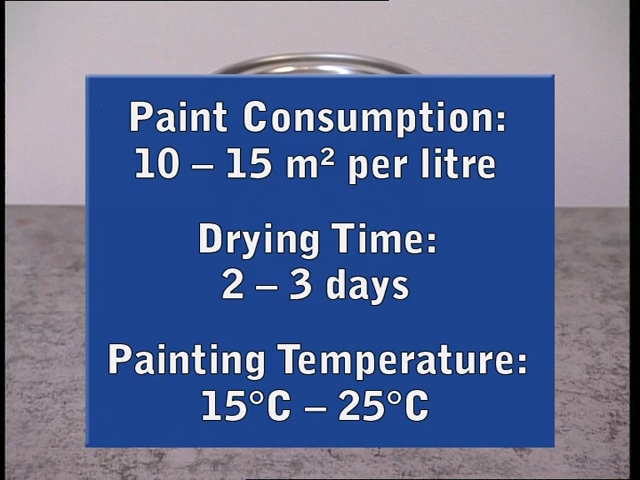 Paint Consumption:
10 – 15 m² per litre
Drying Time:
2 – 3 days
Painting Temperature:
15°C – 25°C